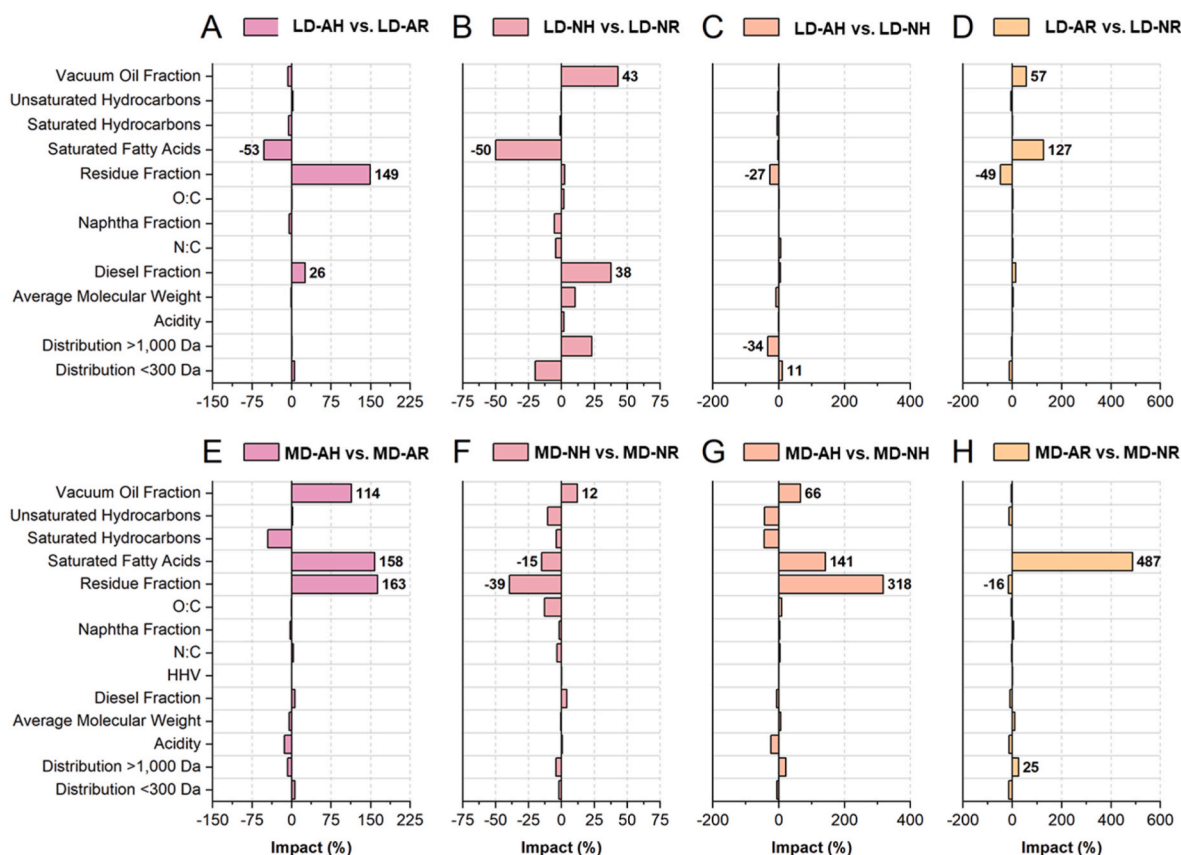 A LD-AH vs. LD-AR B LD-NH vs. LD-NR C LD-AH vs. LD-NH D LD-AR vs. LD-NR
Vacuum Oil Fraction 43 57
Unsaturated Hydrocarbons
Saturated Hydrocarbons
Saturated Fatty Acids -53 -50 127
Residue Fraction 149 -27 -49
O:C
Naphtha Fraction
N:C
Diesel Fraction 26 38
Average Molecular Weight
Acidity
Distribution >1,000 Da -34
Distribution <300 Da 11
-150 -75 0 75 150 225 -75 -50 -25 0 25 50 75 -200 0 200 400 -200 0 200 400 600
E MD-AH vs. MD-AR F MD-NH vs. MD-NR G MD-AH vs. MD-NH H MD-AR vs. MD-NR
Vacuum Oil Fraction 114 12 66
Unsaturated Hydrocarbons
Saturated Hydrocarbons
Saturated Fatty Acids 158 -15 141 487
Residue Fraction 163 -39 318 -16
O:C
Naphtha Fraction
N:C
HHV
Diesel Fraction
Average Molecular Weight
Acidity
Distribution >1,000 Da 25
Distribution <300 Da
-150 -75 0 75 150 225 -75 -50 -25 0 25 50 75 -200 0 200 400 -200 0 200 400 600
Impact (%) Impact (%) Impact (%) Impact (%)